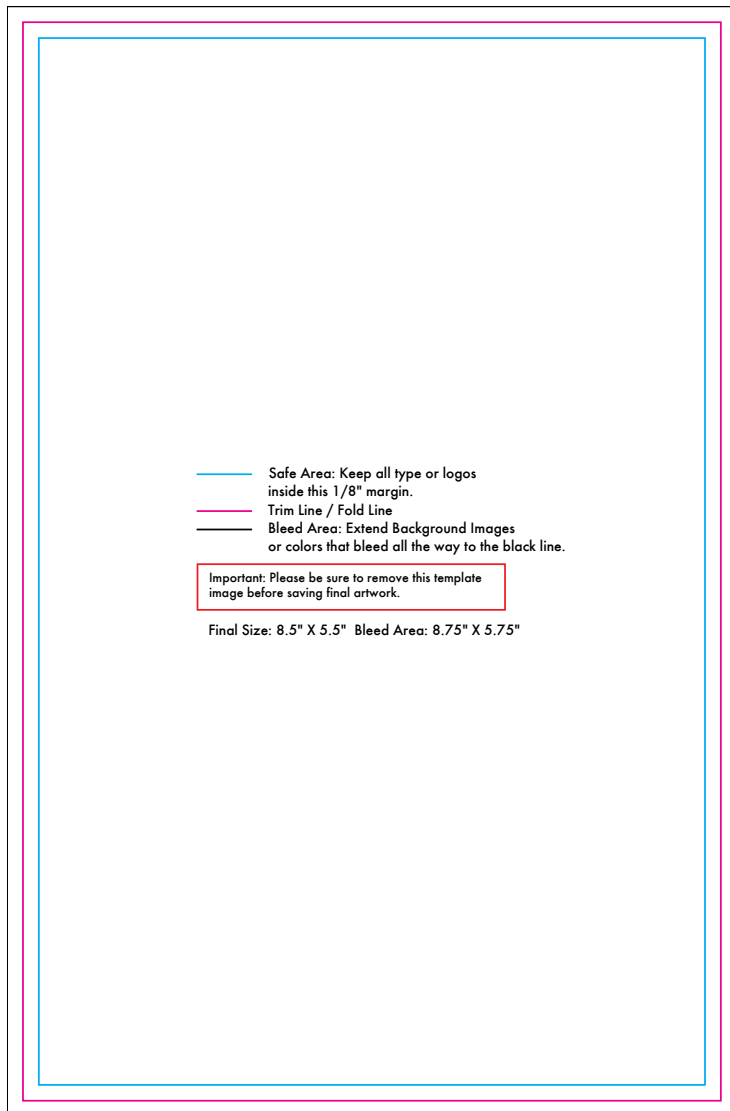 Safe Area: Keep all type or logos
inside this 1/8" margin.
Trim Line / Fold Line
Bleed Area: Extend Background Images
or colors that bleed all the way to the black line.
Important: Please be sure to remove this template
image before saving final artwork.
Final Size: 8.5" X 5.5"  Bleed Area: 8.75" X 5.75"